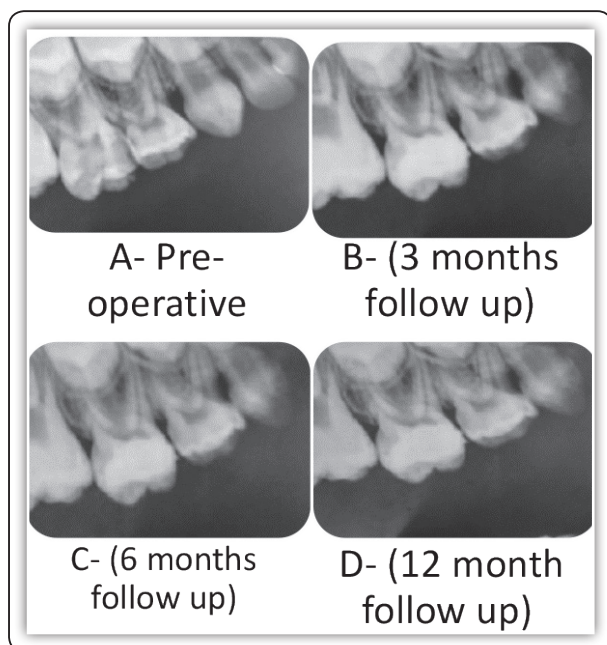 A- Pre-
operative
B- (3 months
follow up)
C- (6 months
follow up)
D- (12 month
follow up)